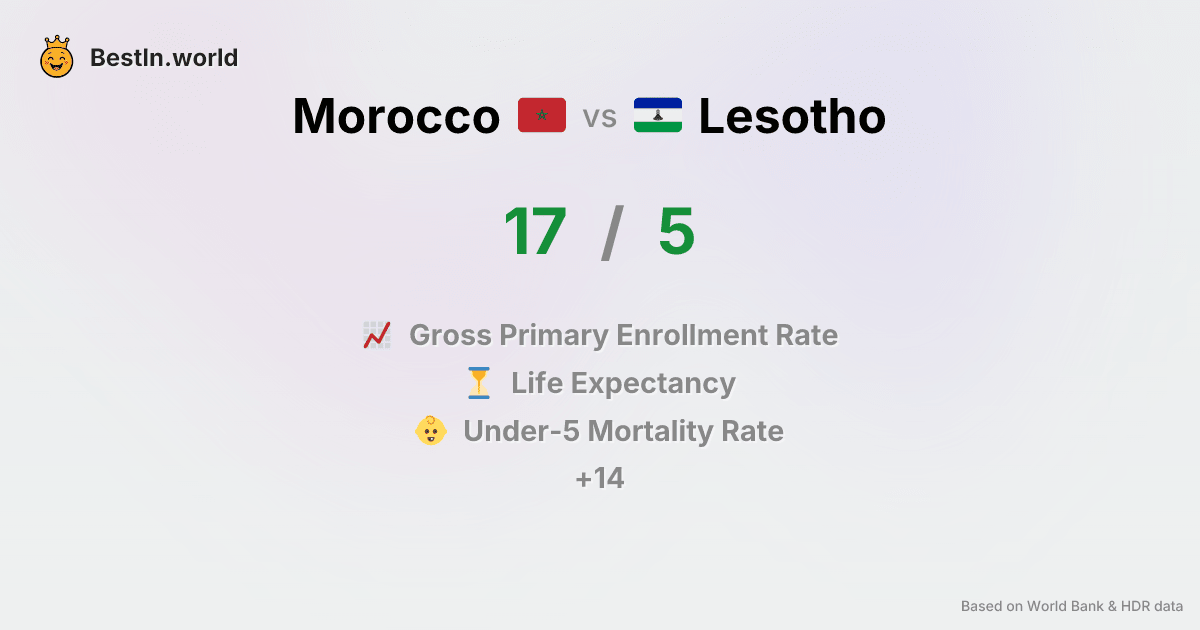 BestIn.world
Morocco vs Lesotho
17 / 5
Gross Primary Enrollment Rate
Life Expectancy
Under-5 Mortality Rate
+14
Based on World Bank & HDR data